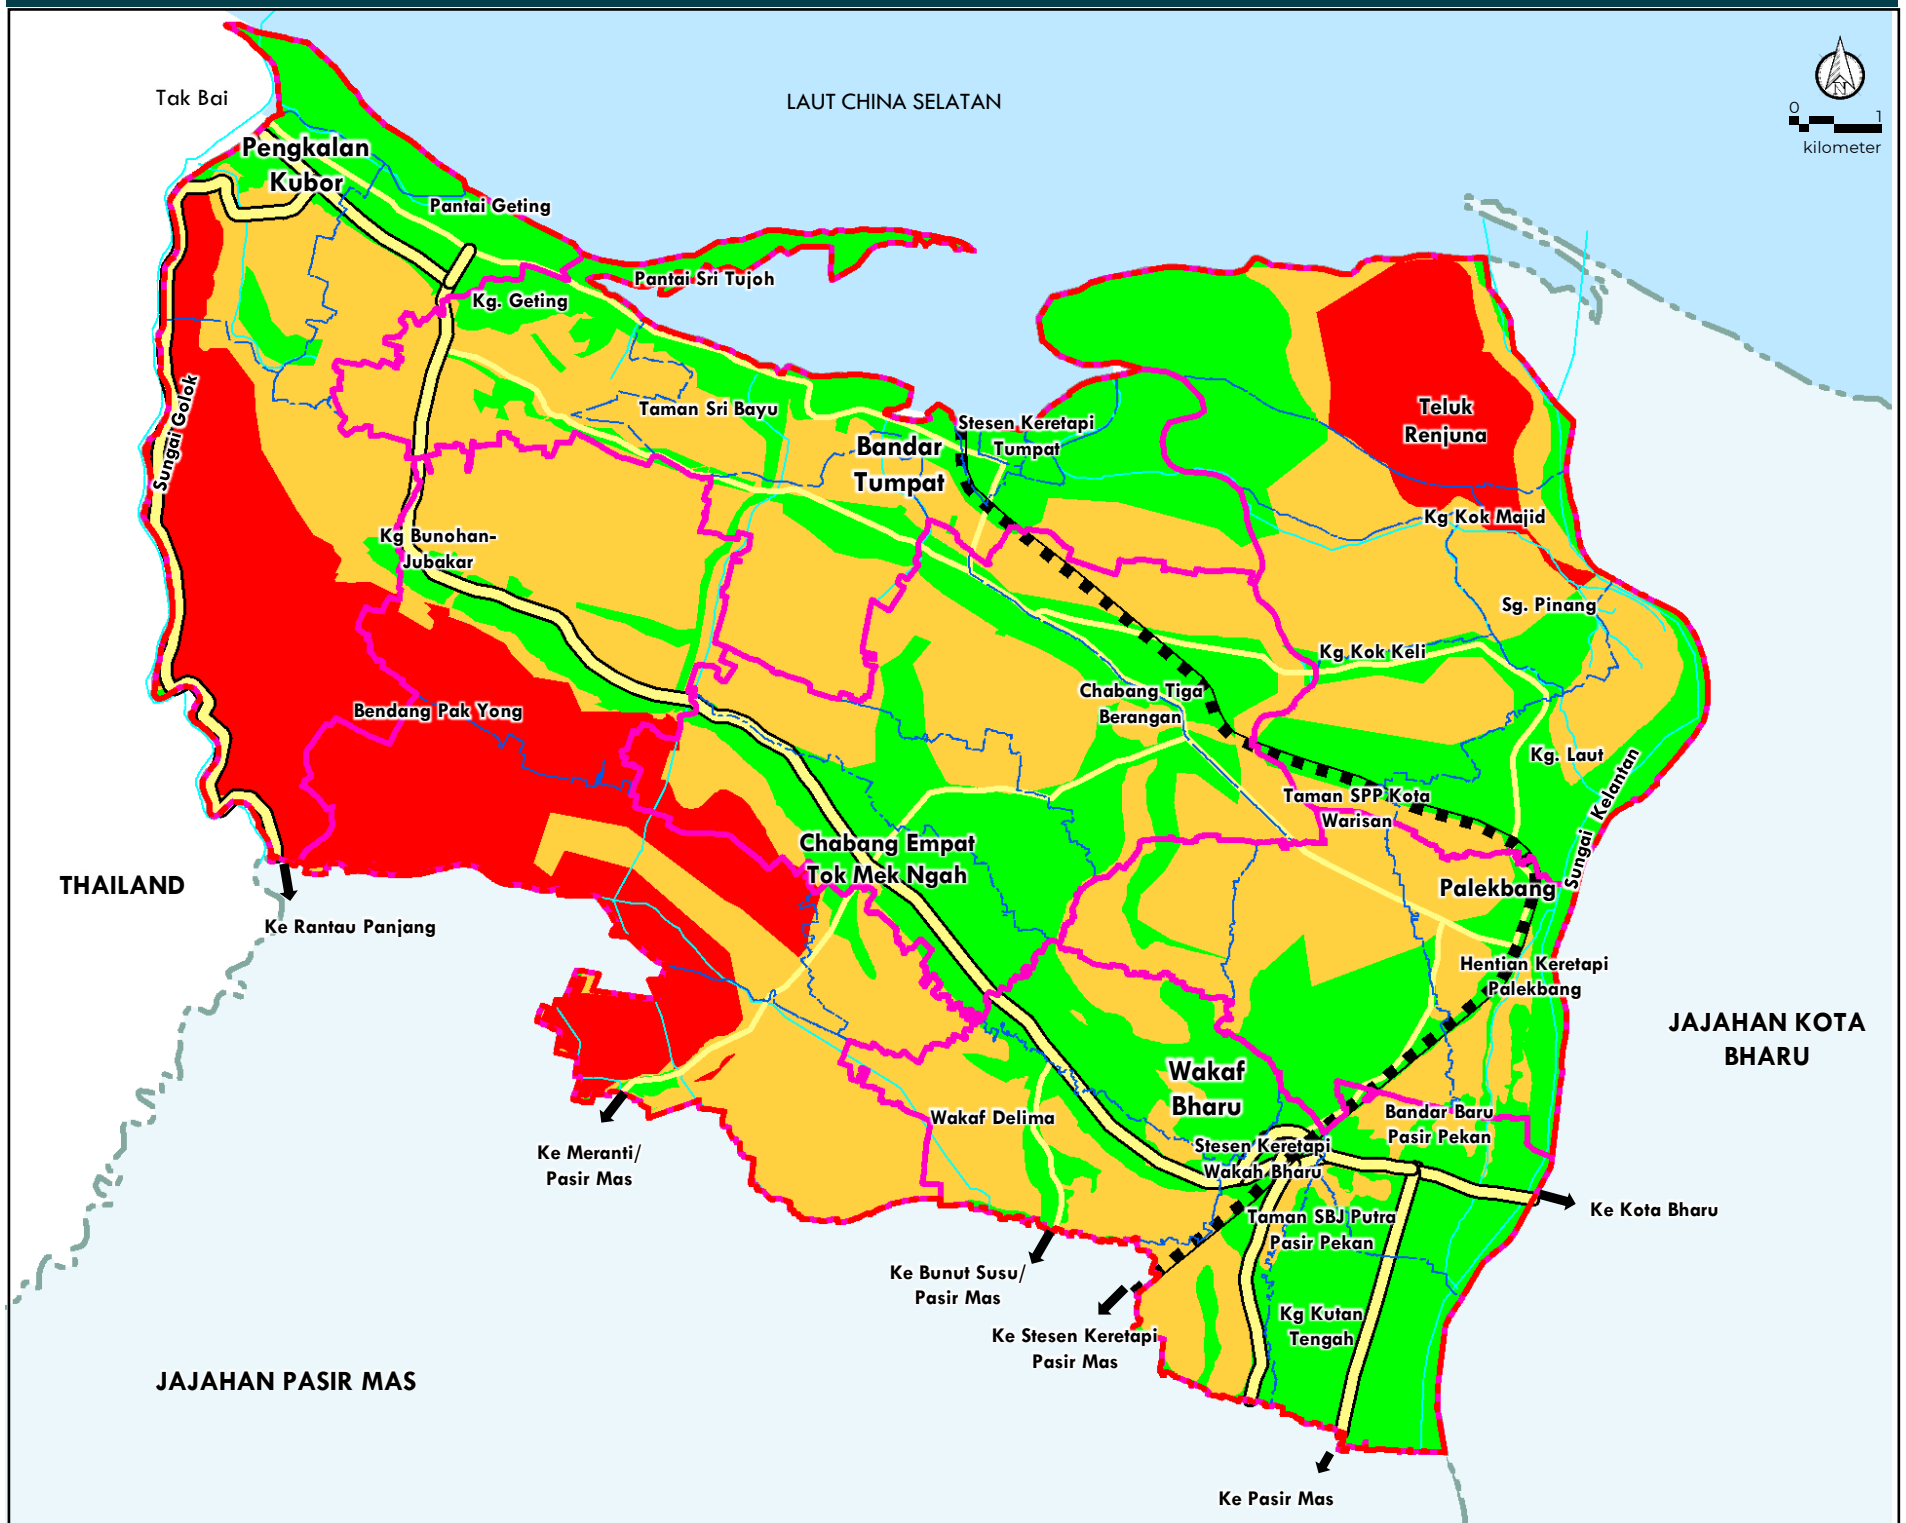 Tak Bai
LAUT CHINA SELATAN
N
0 1
kilometer
Pengkalan
Kubor
Pantai Geting
Pantai Sri Tujoh
Kg. Geting
Sungai Golok
Taman Sri Bayu
Stesen Keretapi
Tumpat
Bandar
Tumpat
Teluk
Renjuna
Kg Kok Majid
Kg Bunohan-
Jubakar
Sg. Pinang
Kg Kok Keli
Chabang Tiga
Berangan
Bendang Pak Yong
Kg. Laut
Sungai Kelantan
Taman SPP Kota
Warisan
Chabang Empat
Tok Mek Ngah
Palekbang
THAILAND
Ke Rantau Panjang
Hentian Keretapi
Palekbang
JAJAHAN KOTA
BHARU
Wakaf
Bharu
Wakaf Delima
Bandar Baru
Pasir Pekan
Stesen Keretapi
Wakah Bharu
Ke Meranti/
Pasir Mas
Ke Kota Bharu
Taman SBJ Putra
Pasir Pekan
Ke Bunut Susu/
Pasir Mas
Kg Kutan
Tengah
Ke Stesen Keretapi
Pasir Mas
JAJAHAN PASIR MAS
Ke Pasir Mas